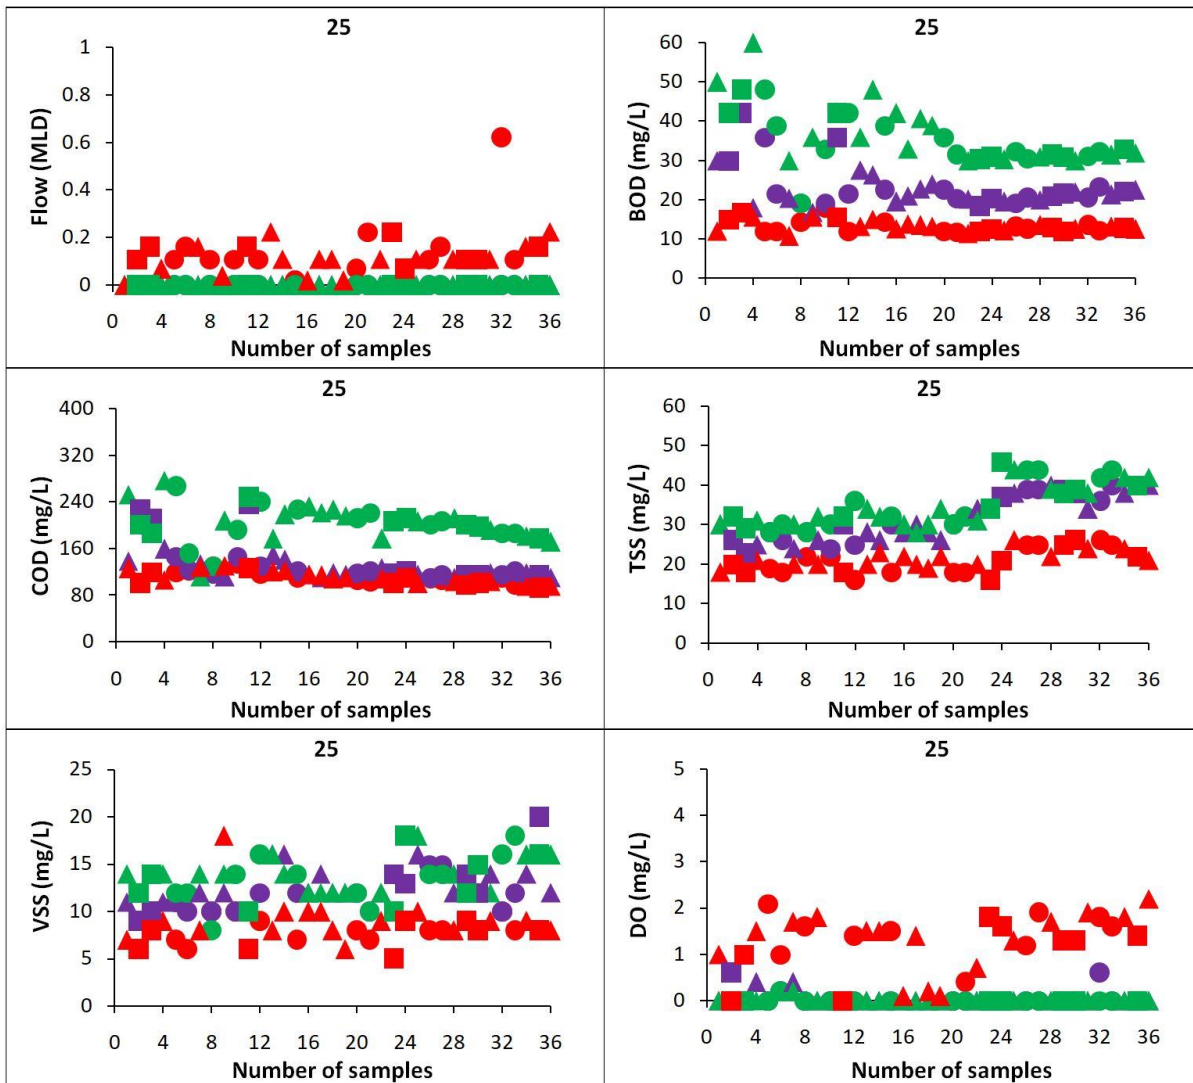 25
Flow (MLD)
1
0.8
0.6
0.4
0.2
0
0 4 8 12 16 20 24 28 32 36
Number of samples
25
BOD (mg/L)
60
50
40
30
20
10
0
0 4 8 12 16 20 24 28 32 36
Number of samples
25
COD (mg/L)
400
320
240
160
80
0
0 4 8 12 16 20 24 28 32 36
Number of samples
25
TSS (mg/L)
60
50
40
30
20
10
0
0 4 8 12 16 20 24 28 32 36
Number of samples
25
VSS (mg/L)
25
20
15
10
5
0
0 4 8 12 16 20 24 28 32 36
Number of samples
25
DO (mg/L)
5
4
3
2
1
0
0 4 8 12 16 20 24 28 32 36
Number of samples